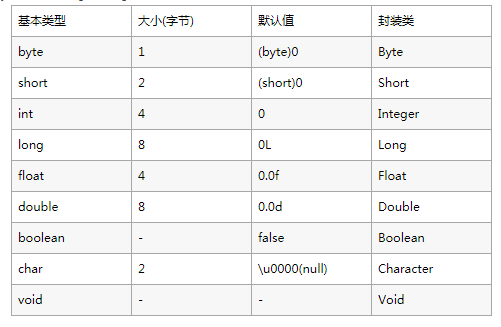 基本类型 大小(字节) 默认值 封装类
byte 1 (byte)0 Byte
short 2 (short)0 Short
int 4 0 Integer
long 8 0L Long
float 4 0.0f Float
double 8 0.0d Double
boolean - false Boolean
char 2 \u0000(null) Character
void - - Void